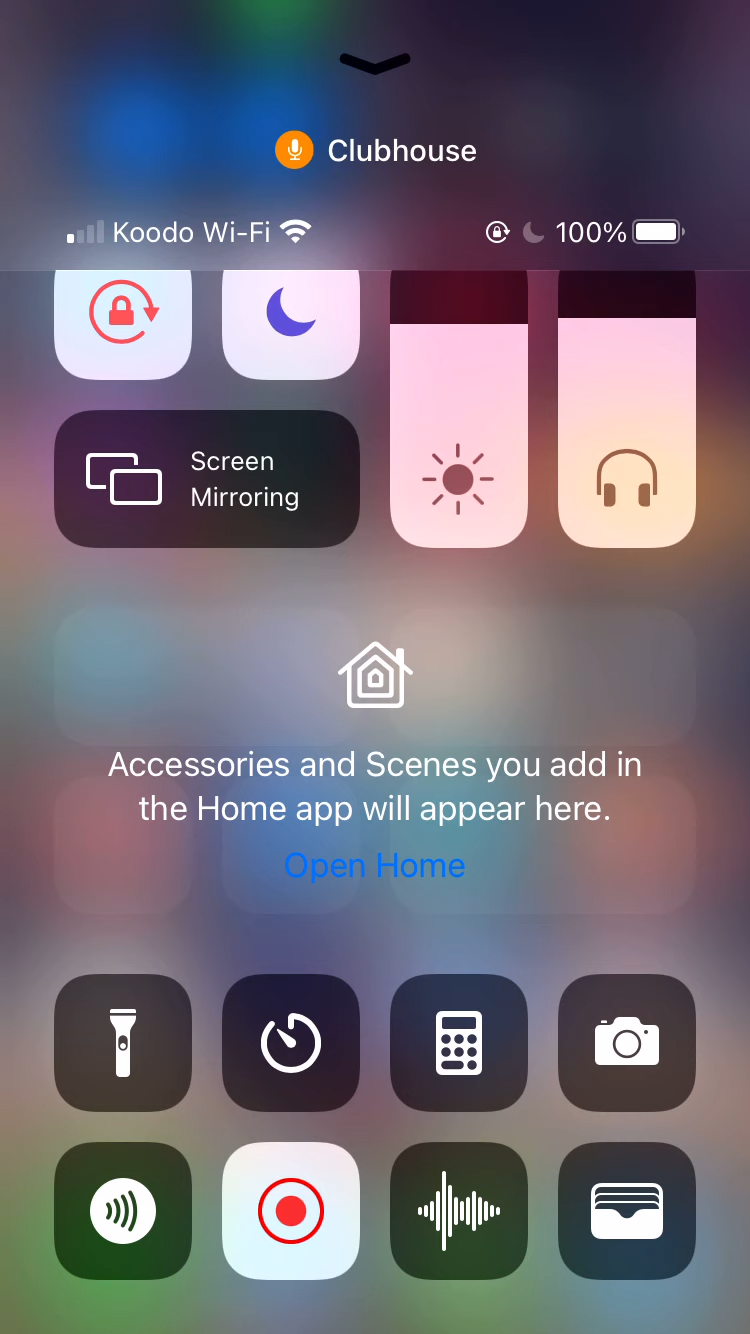 Clubhouse
Koodo Wi-Fi 100%
Screen
Mirroring
Accessories and Scenes you add in
the Home app will appear here.
Open Home